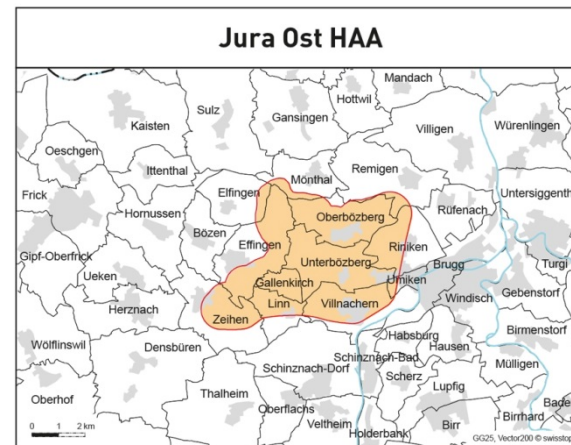 Jura Ost HAA
Mandach
Hottwil
Sulz
Gansingen
Kaisten
Villigen
Würenlingen
Oeschgen
Ittenthal
Mönthal
Remigen
Frick
Elfingen
Untersiggenth
Hornussen
Oberbözberg
Rüfenach
Bözen
Effingen
Riniken
Gipf-Oberfrick
Unterbözberg
Brugg
Turgi
Ueken
Gallenkirch
Umiken
Gebenstorf
Herznach
Linn
Villnachern
Windisch
Zeihen
Birmenstorf
Habsburg
Wölflinswil
Densbüren
Hausen
Schinznach-Bad
Schinznach-Dorf
Mülligen
Scherz
Thalheim
Lupfig
Oberhof
Oberflachs
Bade
Birrhard
Veltheim
Birr
Holderbank
0 1 2 km
GG25, Vector200 © swisstop